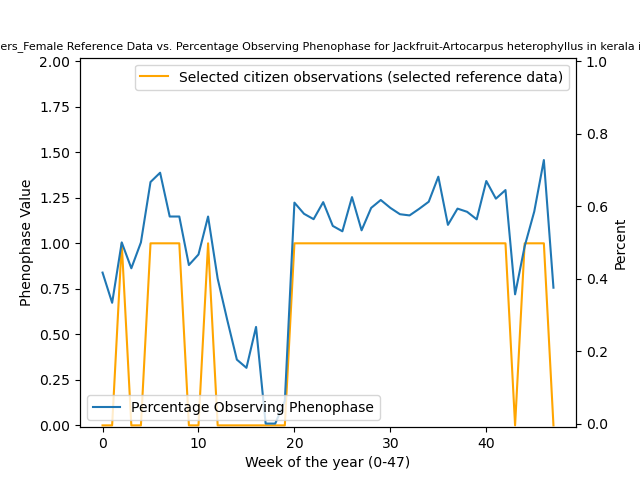 ers_Female Reference Data vs. Percentage Observing Phenophase for Jackfruit-Artocarpus heterophyllus in kerala i
2.00
1.75
1.50
1.25
1.00
0.75
0.50
0.25
0.00
Phenophase Value
Selected citizen observations (selected reference data)
Percentage Observing Phenophase
1.0
0.8
0.6
0.4
0.2
0.0
Percent
0 10 20 30 40
Week of the year (0-47)